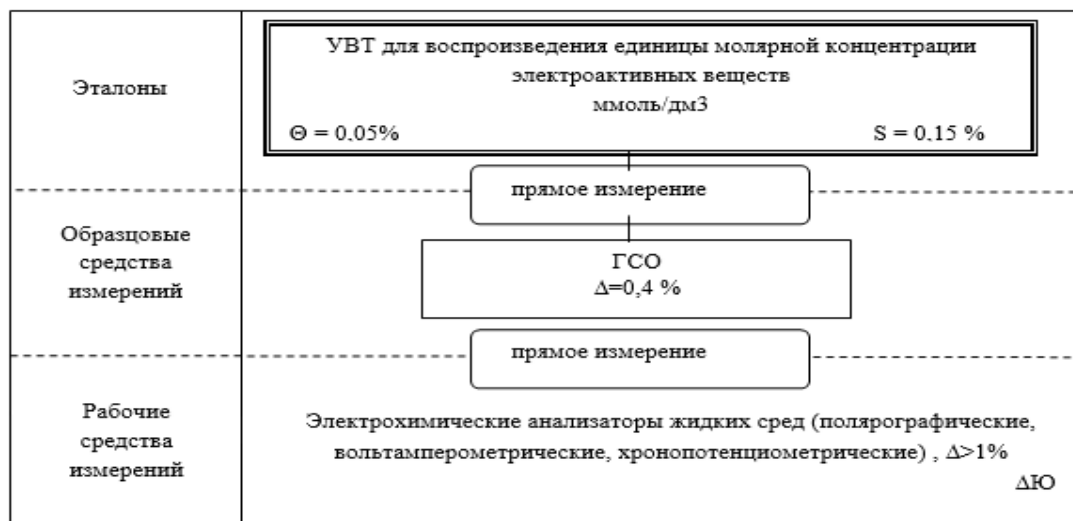 Эталоны
УВТ для воспроизведения единицы молярной концентрации
электроактивных веществ
ммоль/дм3
Θ = 0,05% S = 0,15 %
прямое измерение
Образцовые
средства
измерений
ГСО
Δ=0,4 %
прямое измерение
Рабочие
средства
измерений
Электрохимические анализаторы жидких сред (полярографические,
вольтамперометрические, хронопотенциометрические) , Δ>1%
ΔЮ